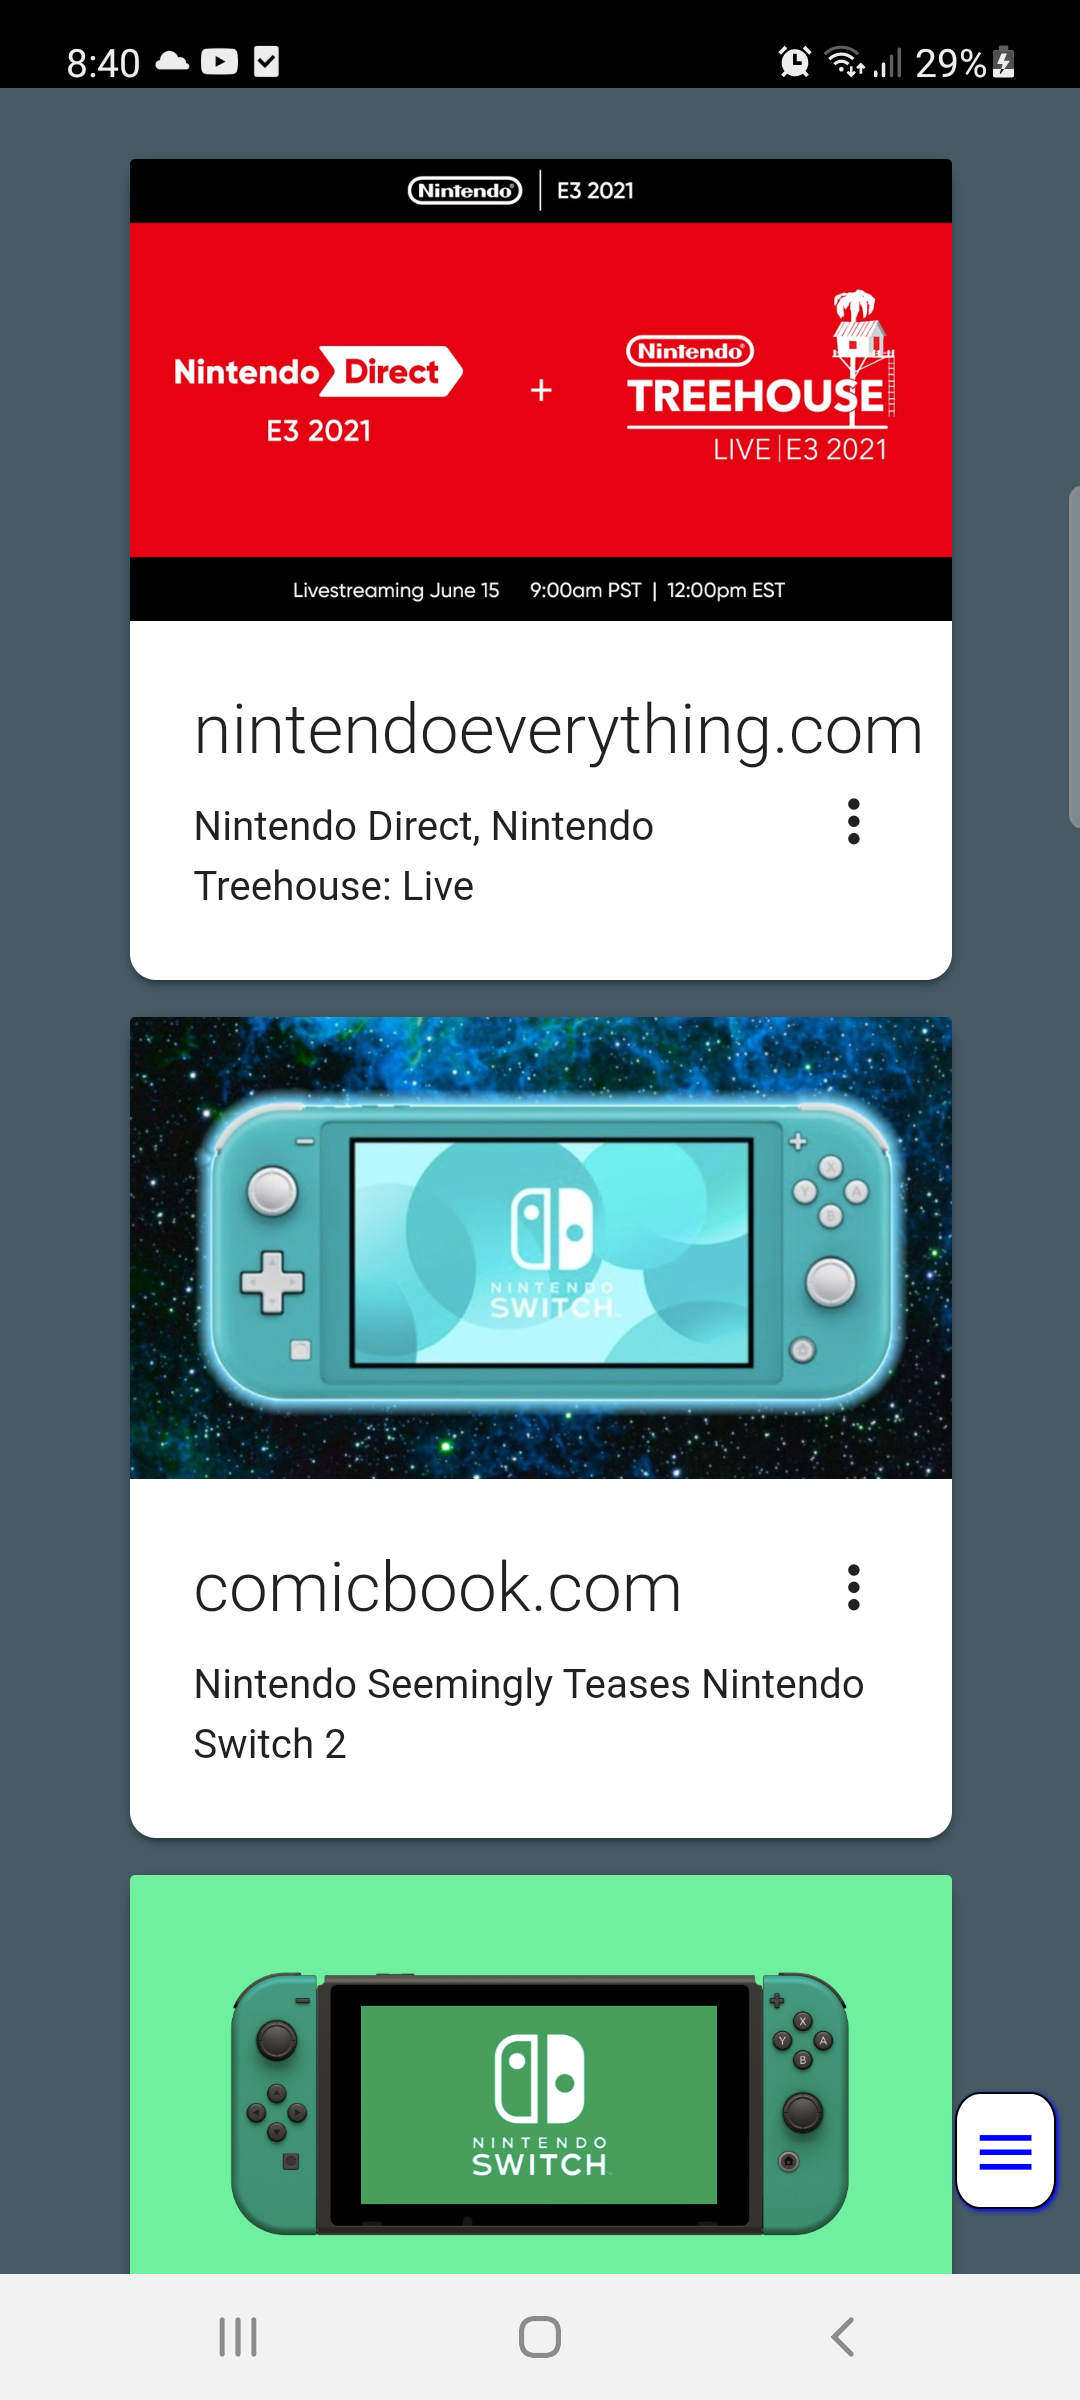 8:40
29%
Nintendo | E3 2021
Nintendo Direct
E3 2021
+
Nintendo
TREEHOUSE
LIVE | E3 2021
Livestreaming June 15 9:00am PST | 12:00pm EST
nintendoeverything.com
Nintendo Direct, Nintendo
Treehouse: Live
X
Y A
B
NINTENDO
SWITCH
comicbook.com
Nintendo Seemingly Teases Nintendo
Switch 2
X
Y A
B
NINTENDO
SWITCH